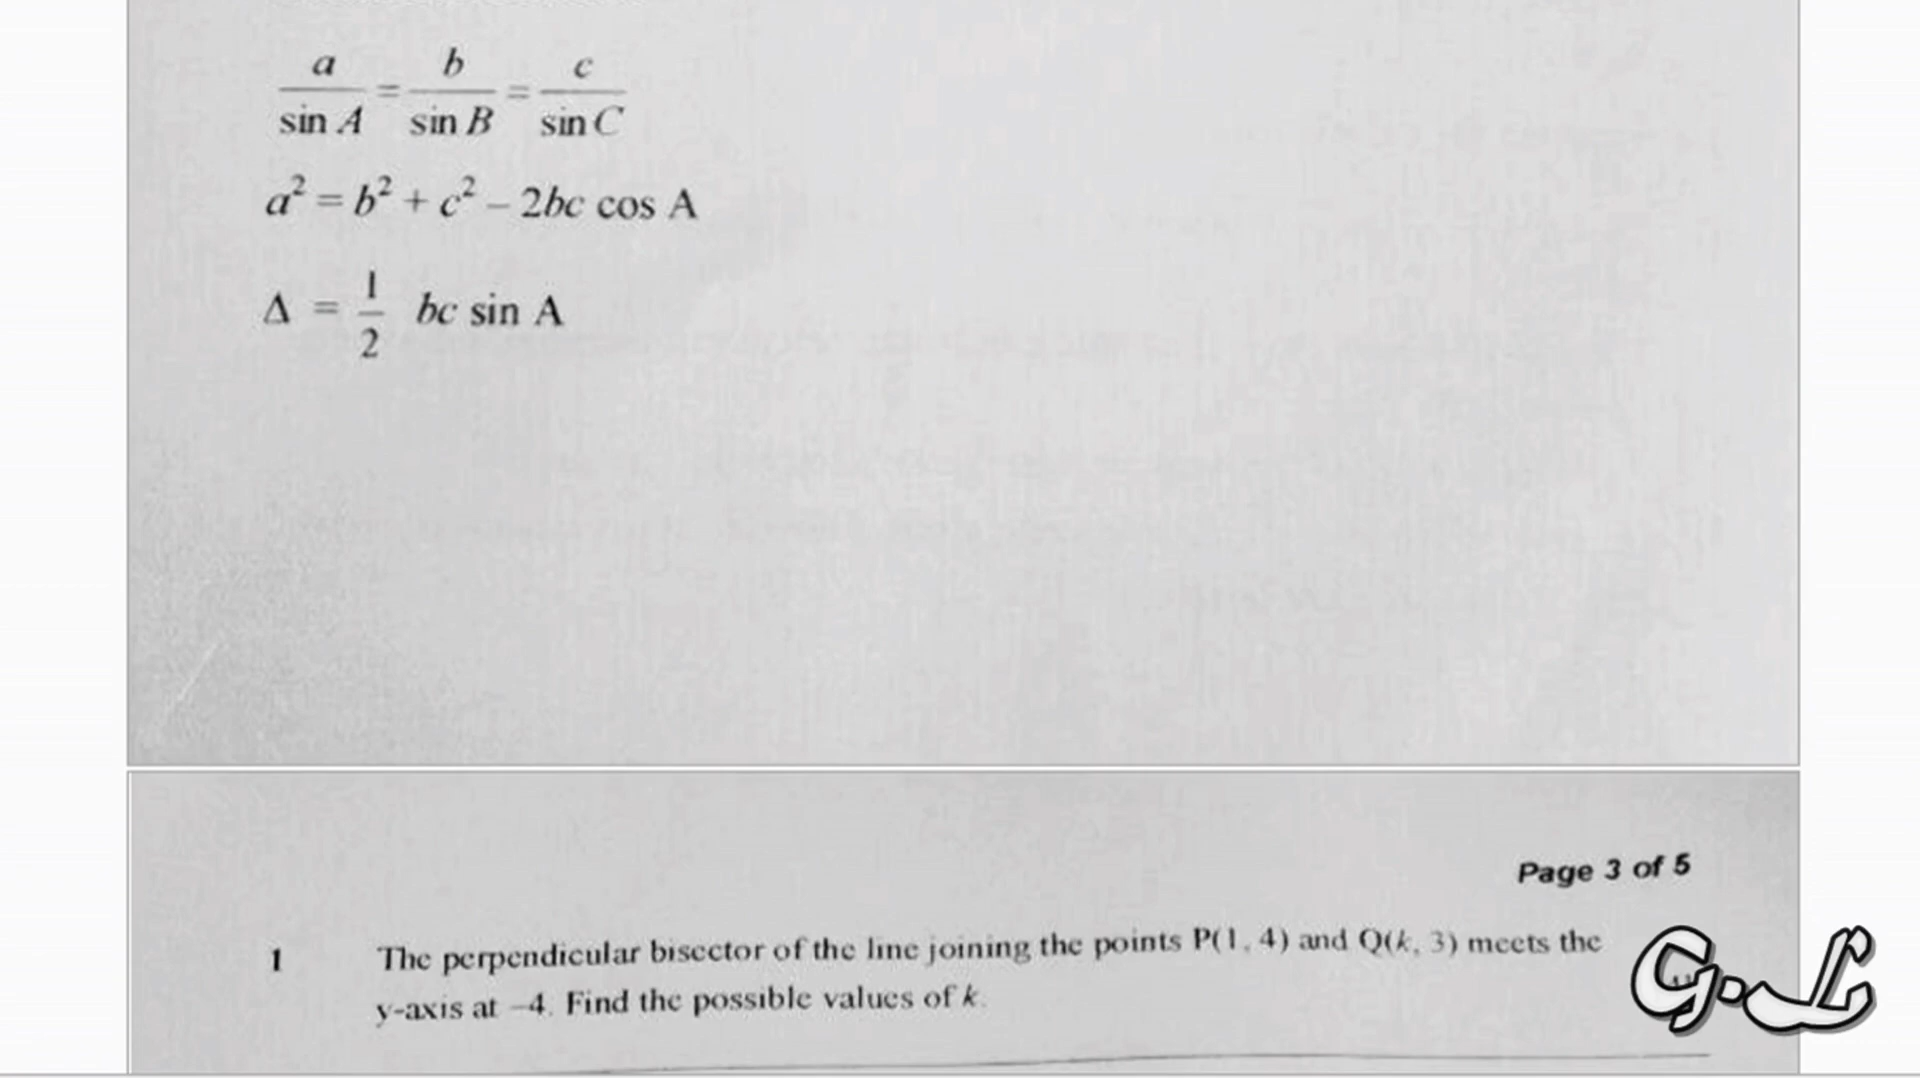 a/sin A = b/sin B = c/sin C
a² = b² + c² – 2bc cos A
Δ = 1/2 bc sin A
Page 3 of 5
1 The perpendicular bisector of the line joining the points P(1, 4) and Q(k, 3) meets the
y-axis at –4. Find the possible values of k.
G.L